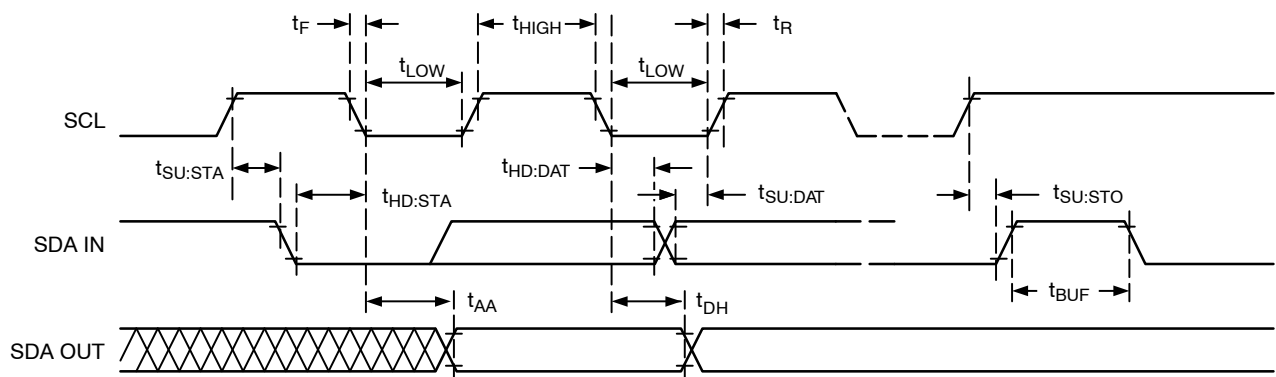 tF
tHIGH
tR
tLOW
tLOW
SCL
tSU:STA
tHD:STA
tHD:DAT
tSU:DAT
tSU:STO
SDA IN
tBUF
tAA
tDH
SDA OUT